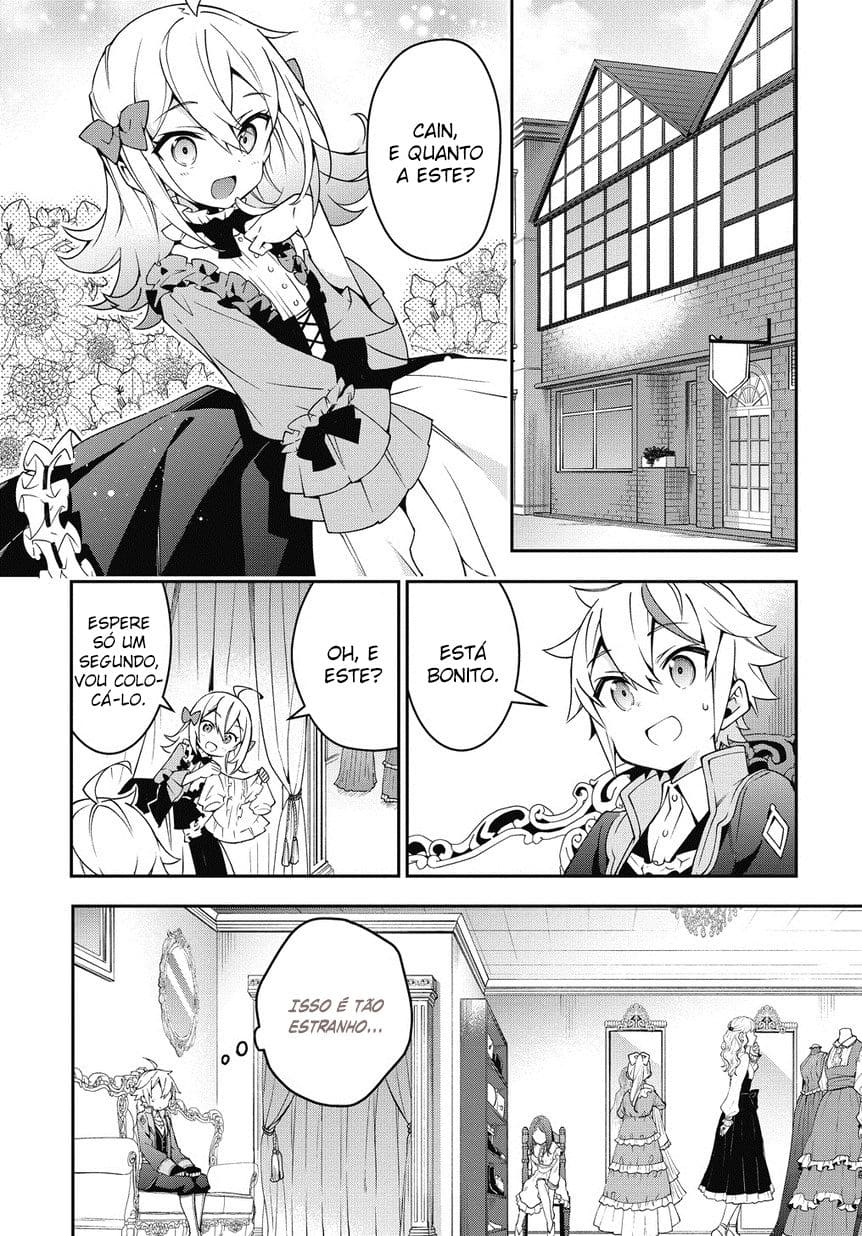 CAIN,
E QUANTO
A ESTE?
ESTÁ
BONITO.
OH, E
ESTE?
ESPERE
SÓ UM
SEGUNDO,
VOU COLO-
CÁ-LO.
ISSO É TÃO
ESTRANHO...